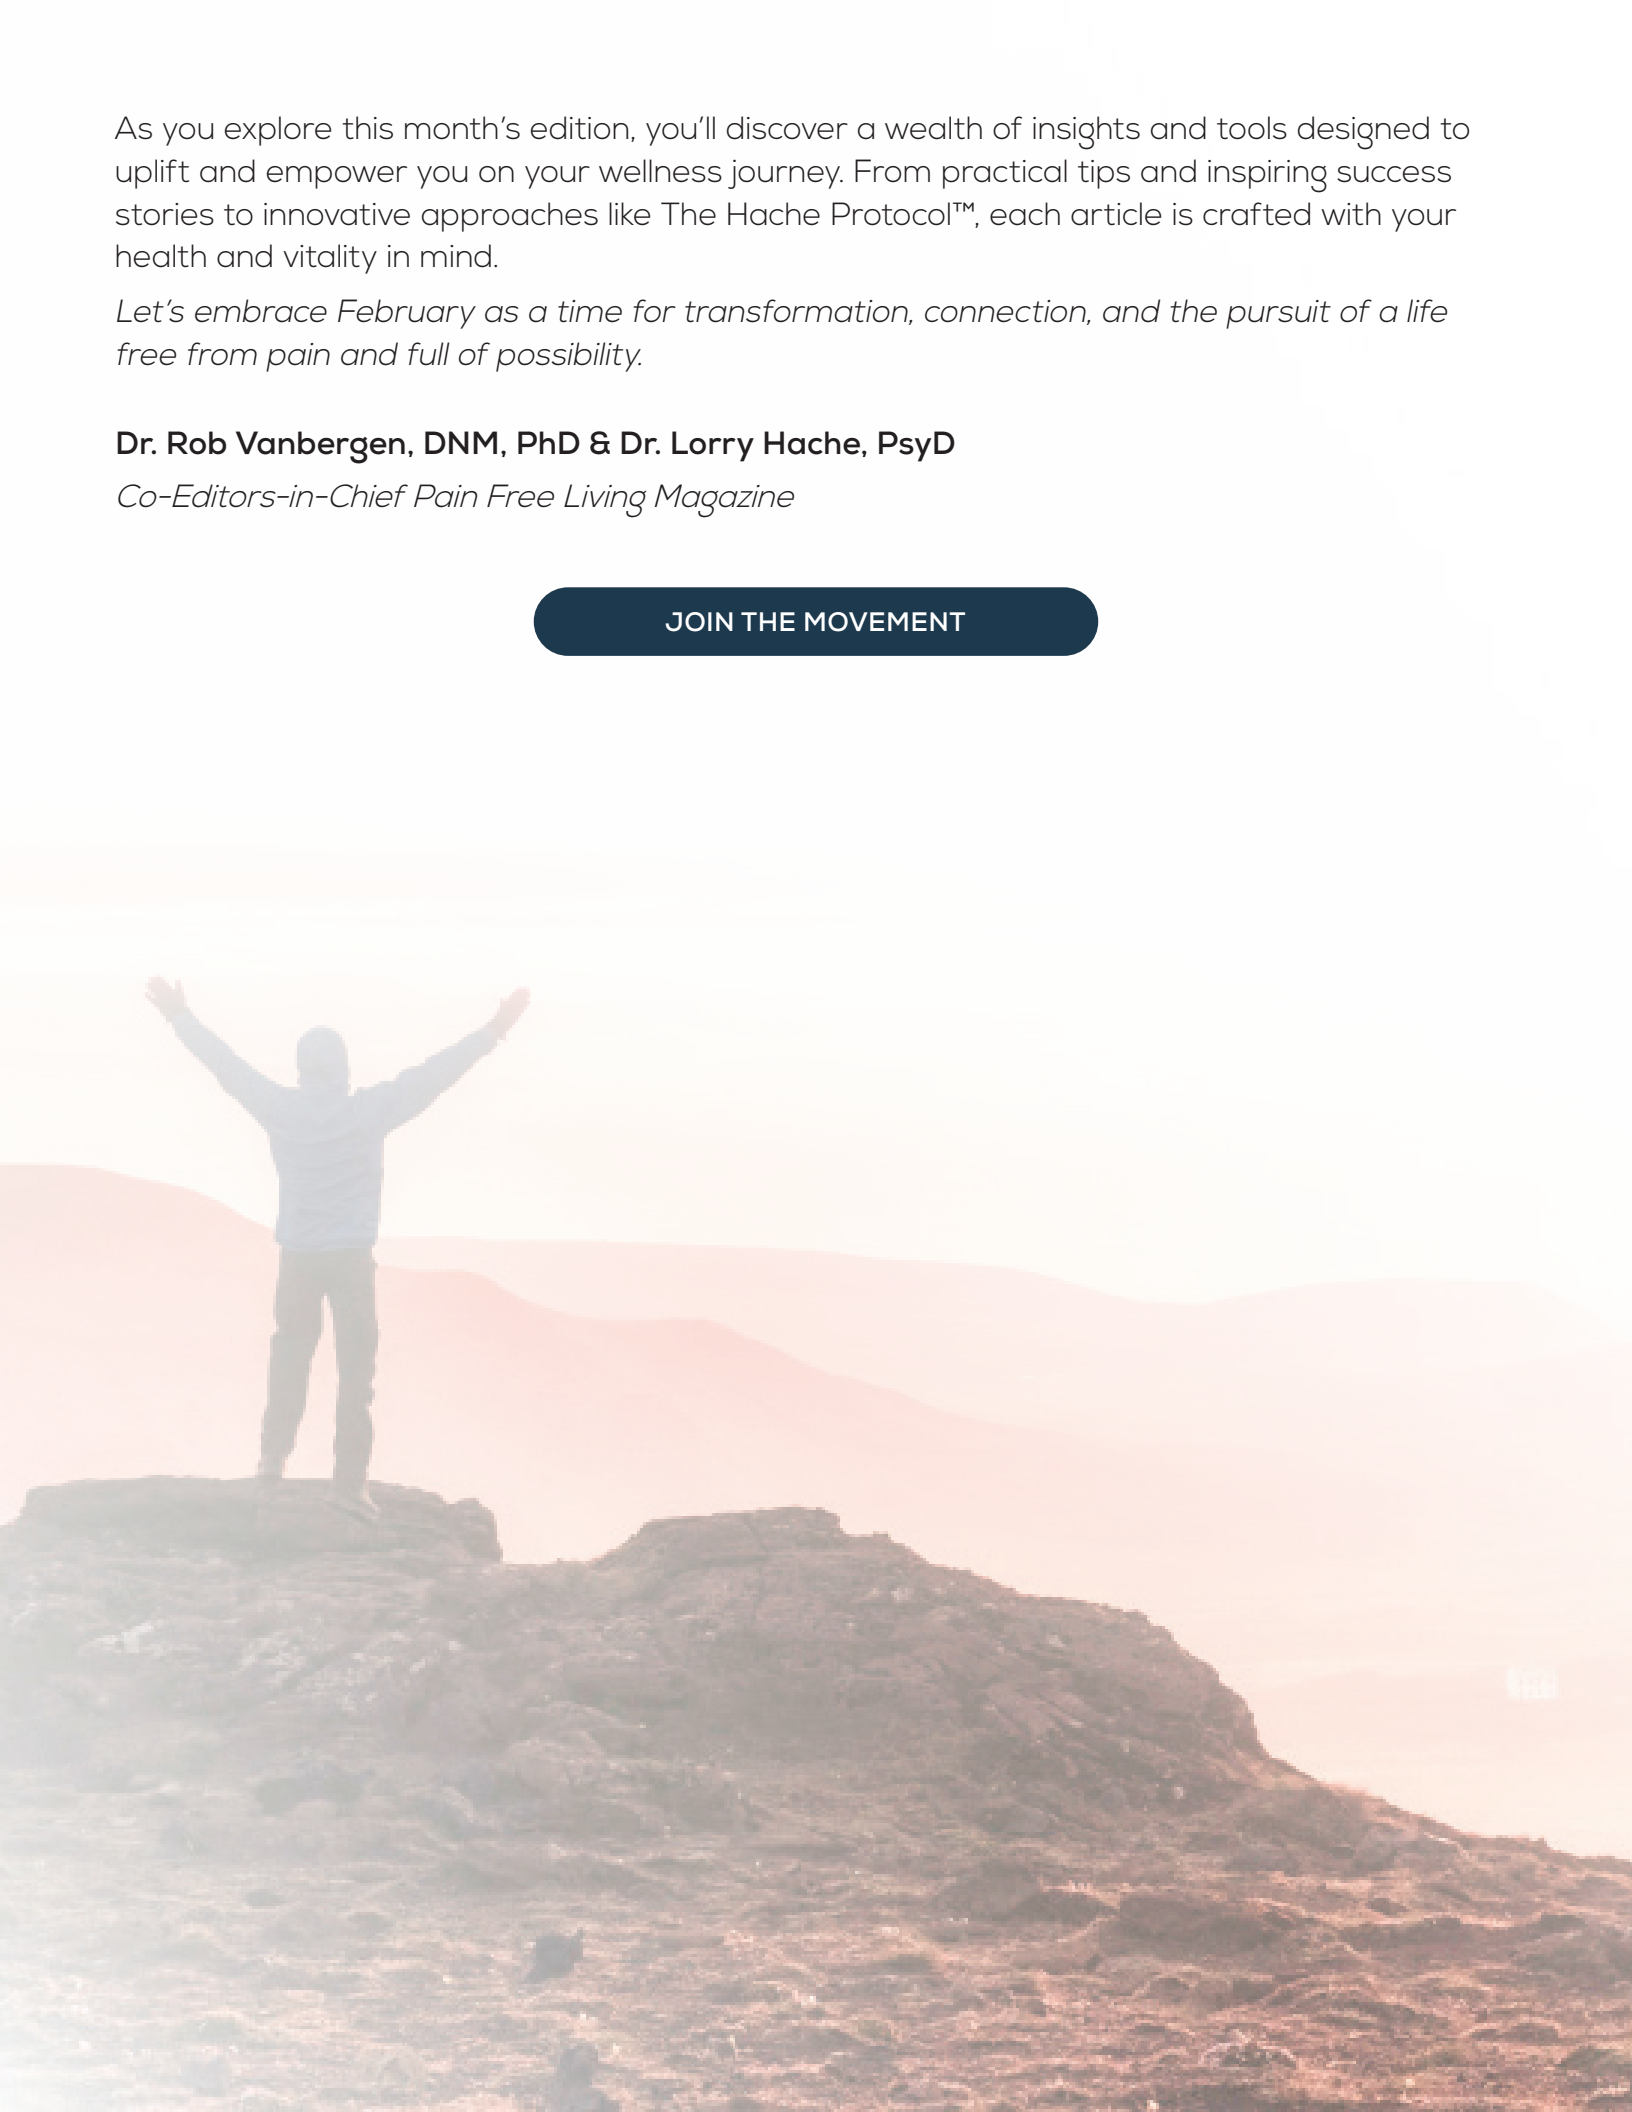 As you explore this month’s edition, you’ll discover a wealth of insights and tools designed to
uplift and empower you on your wellness journey. From practical tips and inspiring success
stories to innovative approaches like The Hache Protocol™, each article is crafted with your
health and vitality in mind.
Let’s embrace February as a time for transformation, connection, and the pursuit of a life
free from pain and full of possibility.
Dr. Rob Vanbergen, DNM, PhD & Dr. Lorry Hache, PsyD
Co-Editors-in-Chief Pain Free Living Magazine
JOIN THE MOVEMENT